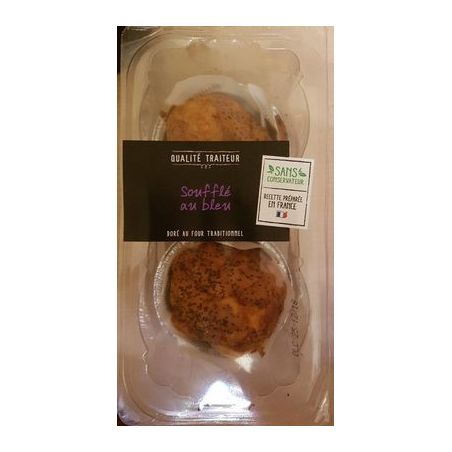 QUALITÉ TRAITEUR
Soufflé
au bleu
DORÉ AU FOUR TRADITIONNEL
SANS
CONSERVATEUR
RECETTE PRÉPARÉE
EN FRANCE